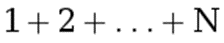 1 + 2 + . . . + N